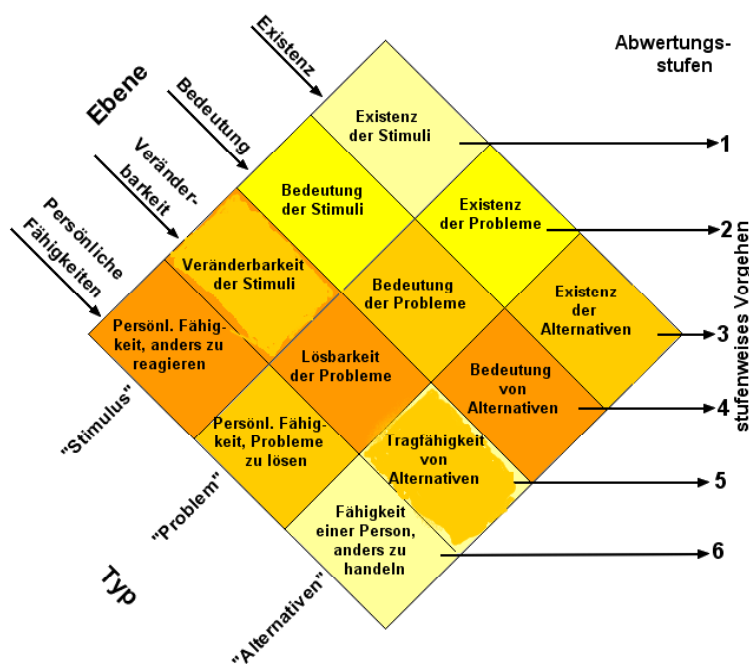 Abwertungs-
stufen
Ebene
Existenz
Bedeutung
Veränder-
barkeit
Persönliche
Fähigkeiten
Existenz
der Stimuli
1
Bedeutung
der Stimuli
Existenz
der Probleme
2
Veränderbarkeit
der Stimuli
Bedeutung
der Probleme
Existenz
der
Alternativen
3
Persönl. Fähig-
keit, anders zu
reagieren
Lösbarkeit
der Probleme
Bedeutung
von
Alternativen
4
Persönl. Fähig-
keit, Probleme
zu lösen
Tragfähigkeit
von
Alternativen
5
Fähigkeit
einer Person,
anders zu
handeln
6
stufenweises Vorgehen
"Stimulus"
"Problem"
"Alternativen"
Typ